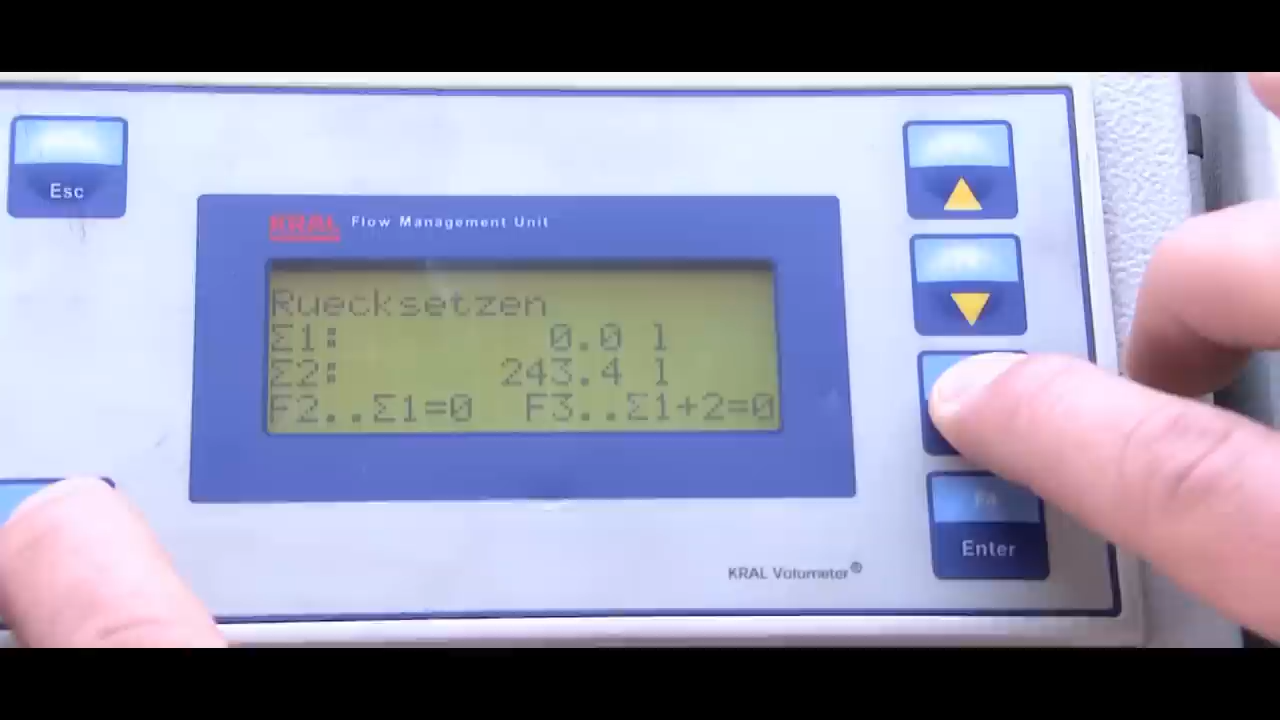 Esc
KRAL Flow Management Unit
Ruecksetzen
Σ1: 0.0 l
Σ2: 243.4 l
F2..Σ1=0 F3..Σ1+2=0
KRAL Volumeter®
Enter